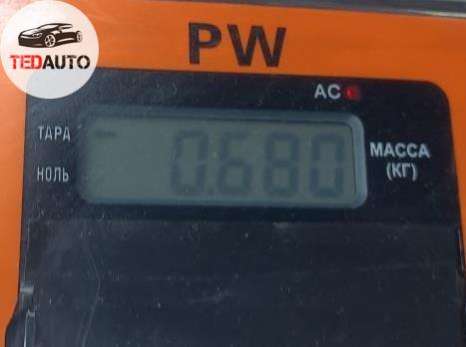 TEDAUTO
PW
AC
ТАРА
НОЛЬ
0.680
МАССА
(КГ)